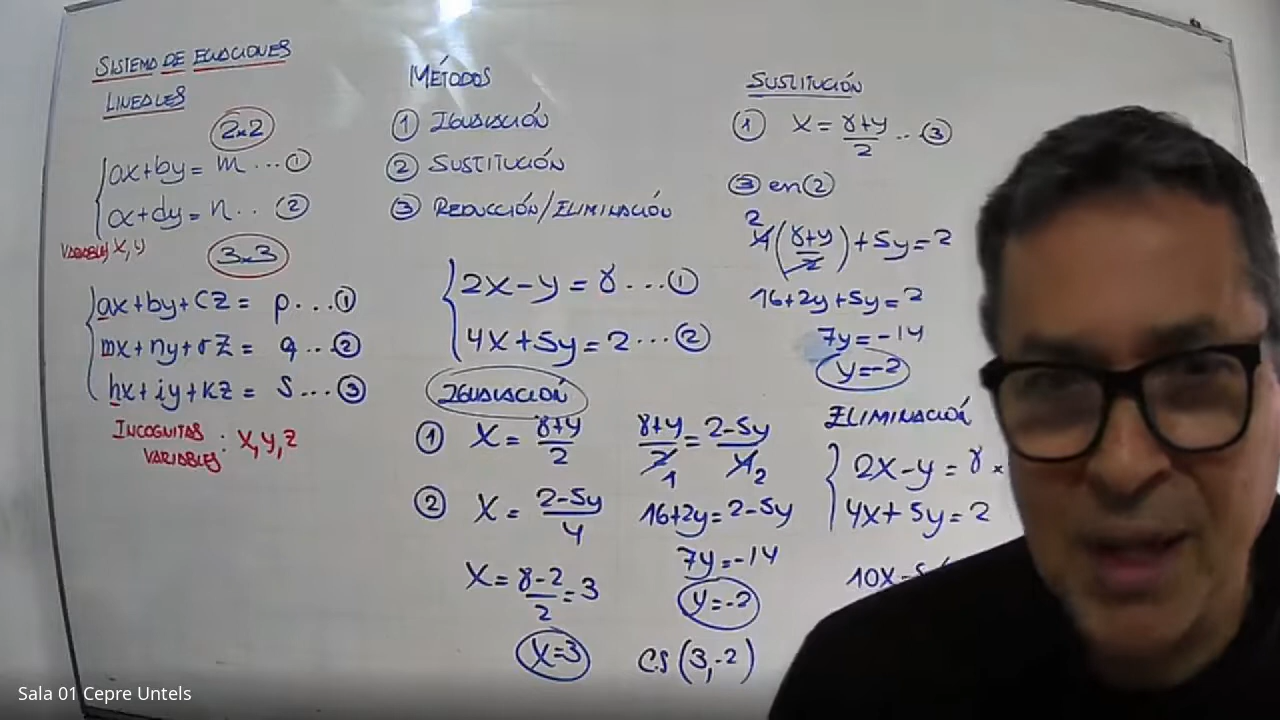 SISTEMA DE ECUACIONES
LINEALES
2x2
ax+by= m ... ①
cx+dy= n .. ②
VARIABLES X, Y
3x3
ax+by+cz = p ... ①
mx+ny+rz = q ... ②
hx+iy+kz = s ... ③
INCOGNITAS
VARIABLES : X, Y, Z
MÉTODOS
① IGUALACIÓN
② SUSTITUCIÓN
③ REDUCCIÓN/ELIMINACIÓN
2x-y = 8 ... ①
4x+5y = 2 ... ②
IGUALACIÓN
① X = 8+y/2
② X = 2-5y/4
X = 8-2/2 = 3
X=3
8+y/2 = 2-5y/4
1 2
16+2y = 2-5y
7y = -14
y=-2
CS (3,-2)
SUSTITUCIÓN
① X = 8+y/2 .. ③
③ en ②
2
4(8+y/2)+5y=2
16+2y+5y=2
7y=-14
y=-2
ELIMINACIÓN
2x-y = 8 ×
4x+5y=2
10x-5
Sala 01 Cepre Untels